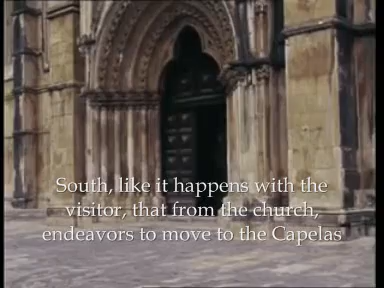 South, like it happens with the
visitor, that from the church,
endeavors to move to the Capelas